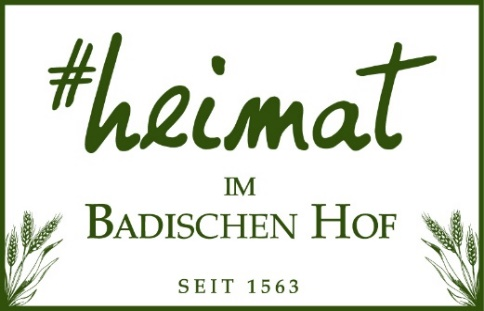 #heimat
IM
BADISCHEN HOF
SEIT 1563